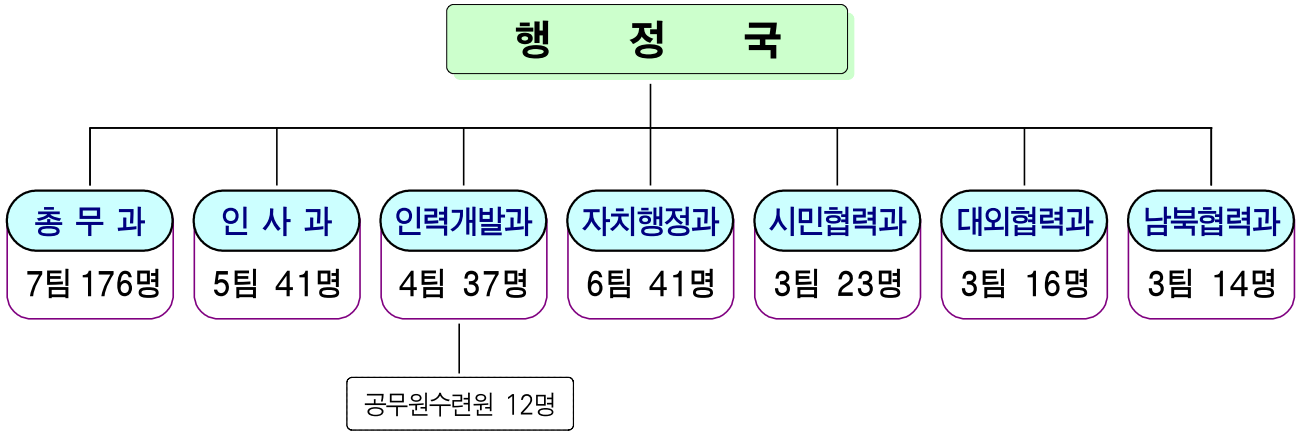 행 정 국
총 무 과
7팀 176명
인 사 과
5팀 41명
인력개발과
4팀 37명
자치행정과
6팀 41명
시민협력과
3팀 23명
대외협력과
3팀 16명
남북협력과
3팀 14명
공무원수련원 12명